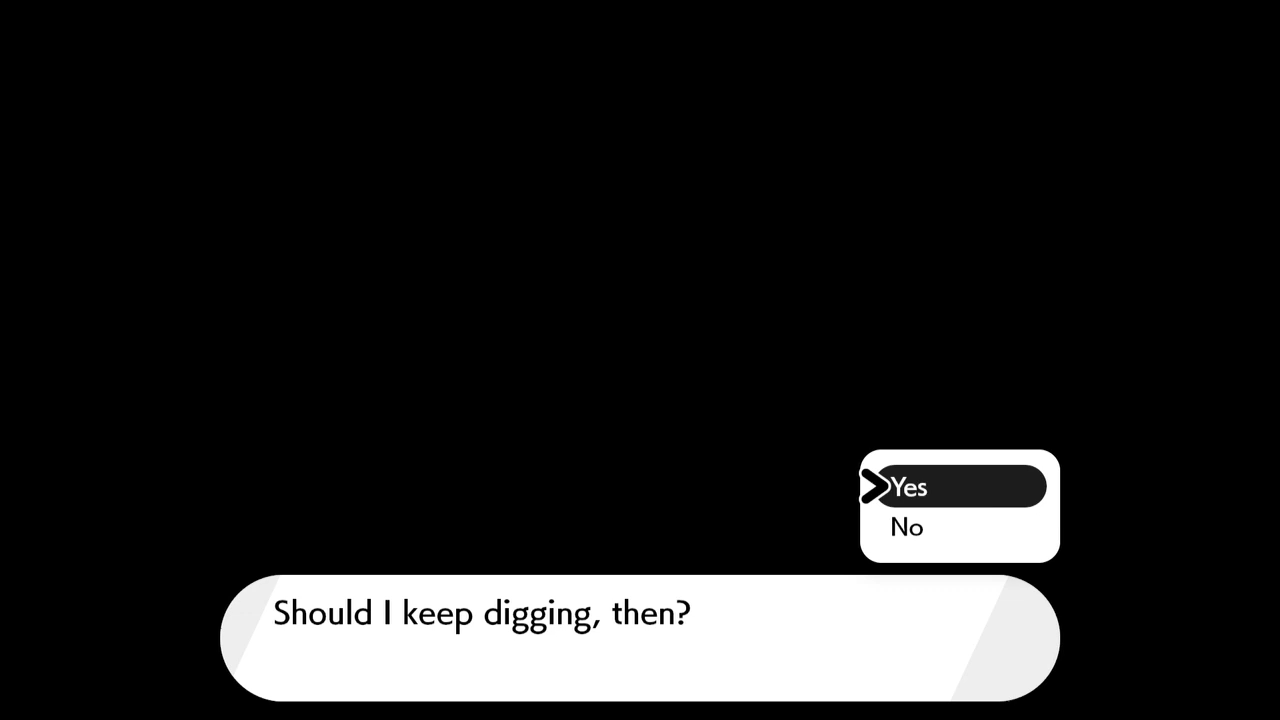 Yes
No
Should I keep digging, then?